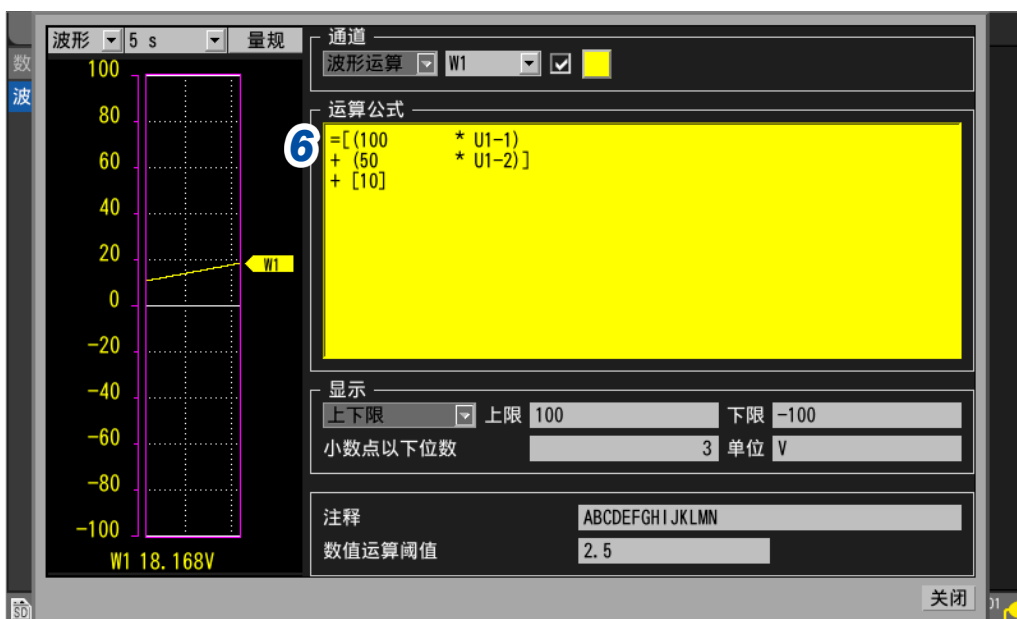 数
波
波形 5 s 量规
100
80
60
40
20
0
-20
-40
-60
-80
-100
W1
W1 18.168V
通道
波形运算 W1
运算公式
6
=[(100 * U1-1)
+ (50 * U1-2)]
+ [10]
显示
上下限 上限 100 下限 -100
小数点以下位数 3 单位 V
注释 ABCDEFGHIJKLMN
数值运算阈值 2.5
关闭
SD
01